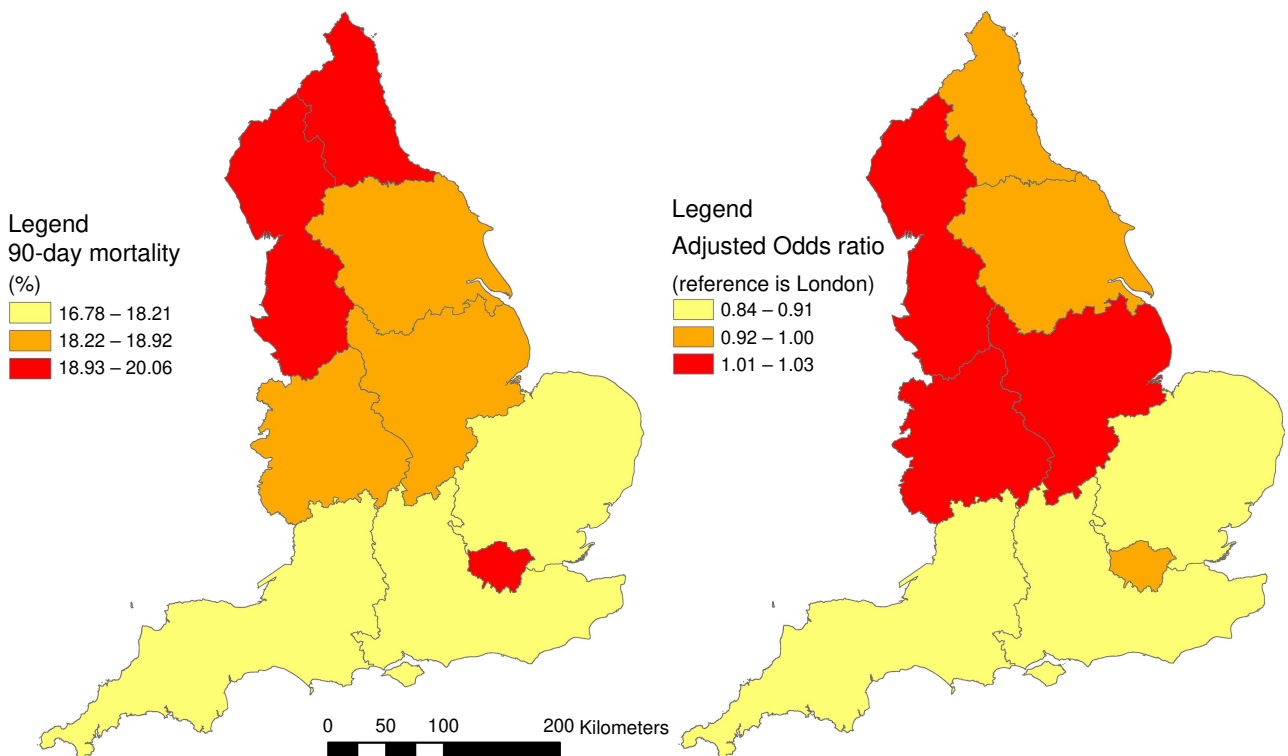 Legend
90-day mortality
(%)
16.78 – 18.21
18.22 – 18.92
18.93 – 20.06
Legend
Adjusted Odds ratio
(reference is London)
0.84 – 0.91
0.92 – 1.00
1.01 – 1.03
0 50 100 200 Kilometers